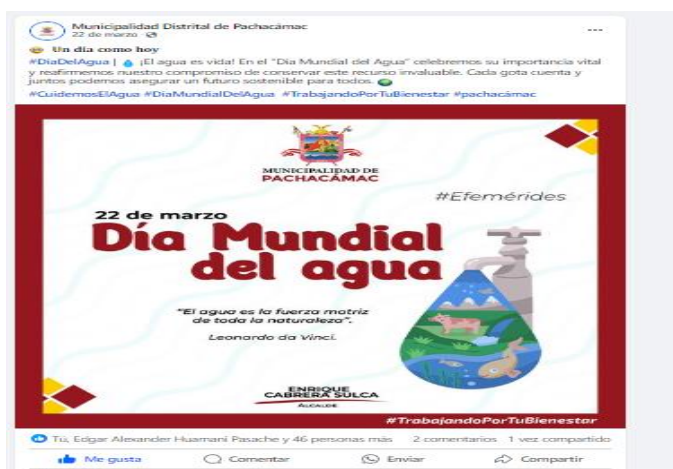 Municipalidad Distrital de Pachacámac
22 de marzo
Un día como hoy
#DíaDelAgua | ¡El agua es vida! En el "Día Mundial del Agua" celebremos su importancia vital
y reafirmemos nuestro compromiso de conservar este recurso invaluable. Cada gota cuenta y
juntos podemos asegurar un futuro sostenible para todos.
#CuidemosElAgua #DíaMundialDelAgua #TrabajandoPorTuBienestar #pachacámac
MUNICIPALIDAD DE
PACHACÁMAC
#Efemérides
22 de marzo
Día Mundial
del agua
"El agua es la fuerza motriz
de toda la naturaleza".
Leonardo da Vinci.
ENRIQUE
CABRERA SULCA
ALCALDE
#TrabajandoPorTuBienestar
Tú, Edgar Alexander Huamani Pasache y 46 personas más 2 comentarios 1 vez compartido
Me gusta Comentar Enviar Compartir